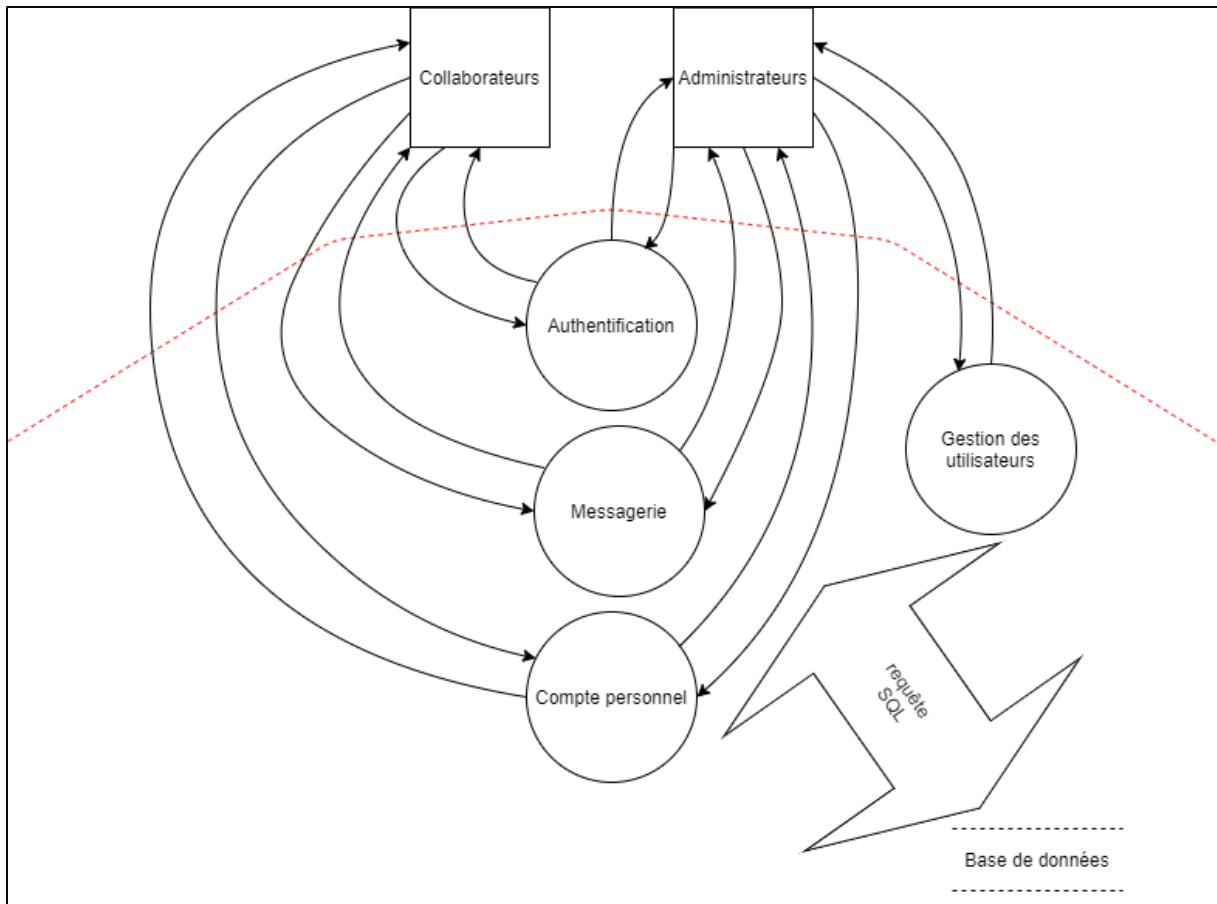 Collaborateurs
Administrateurs
Authentification
Gestion des
utilisateurs
Messagerie
Compte personnel
requête
SQL
Base de données